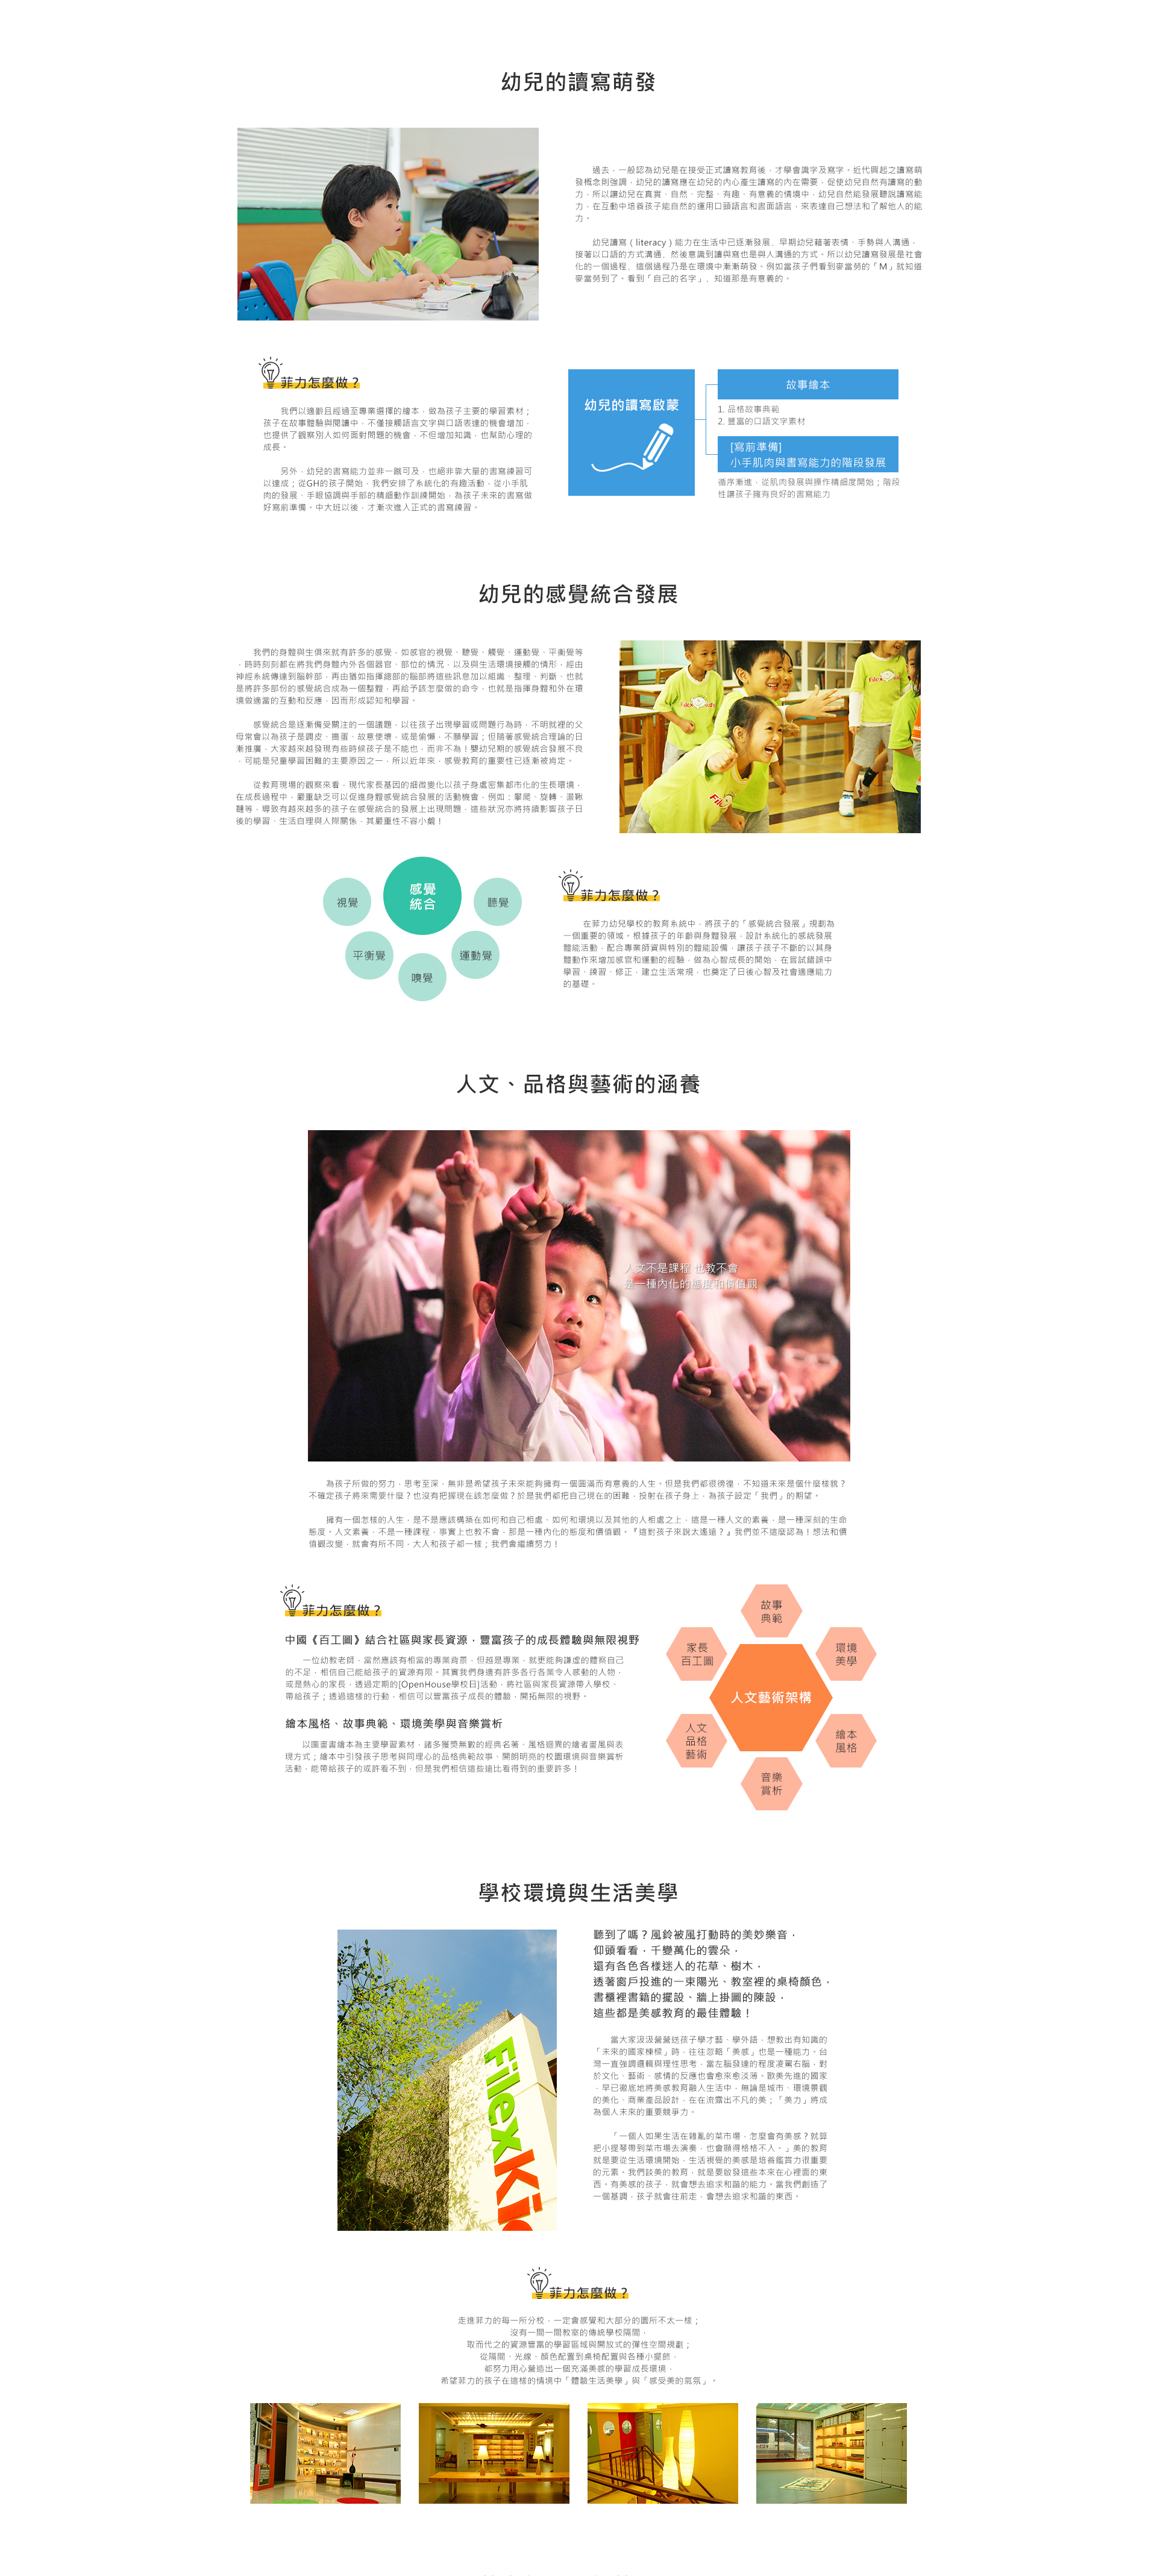 幼兒的讀寫萌發
過去，一般認為幼兒是在接受正式讀寫教育後，才學會識字及寫字。近代興起之讀寫萌
發概念則強調，幼兒的讀寫應在幼兒的內心產生讀寫的內在需要，促使幼兒自然有讀寫的動
力，所以讓幼兒在真實、自然、完整、有趣、有意義的情境中，幼兒自然能發展聽說讀寫能
力，在互動中培養孩子能自然的運用口頭語言和書面語言，來表達自己想法和了解他人的能
力。
幼兒讀寫（literacy）能力在生活中已逐漸發展、早期幼兒藉著表情、手勢與人溝通，
接著以口語的方式溝通、然後意識到讀與寫也是與人溝通的方式。所以幼兒讀寫發展是社會
化的一個過程、這個過程乃是在環境中漸漸萌發。例如當孩子們看到麥當勞的「M」就知道
麥當勞到了。看到「自己的名字」、知道那是有意義的。
菲力怎麼做？
我們以適齡且經過至專業選擇的繪本，做為孩子主要的學習素材；
孩子在故事體驗與閱讀中，不僅接觸語言文字與口語表達的機會增加，
也提供了觀察別人如何面對問題的機會，不但增加知識，也幫助心理的
成長。
另外，幼兒的書寫能力並非一蹴可及，也絕非靠大量的書寫練習可
以達成；從GH的孩子開始，我們安排了系統化的有趣活動，從小手肌
肉的發展、手眼協調與手部的精細動作訓練開始，為孩子未來的書寫做
好寫前準備。中大班以後，才漸次進入正式的書寫練習。
幼兒的讀寫啟蒙
故事繪本
1. 品格故事典範
2. 豐富的口語文字素材
[寫前準備]
小手肌肉與書寫能力的階段發展
循序漸進，從肌肉發展與操作精細度開始；階段
性讓孩子擁有良好的書寫能力
幼兒的感覺統合發展
我們的身體與生俱來就有許多的感覺，如感官的視覺、聽覺、觸覺、運動覺、平衡覺等
，時時刻刻都在將我們身體內外各個器官、部位的情況，以及與生活環境接觸的情形，經由
神經系統傳達到腦幹部，再由猶如指揮總部的腦部將這些訊息加以組織、整理、判斷，也就
是將許多部份的感覺統合成為一個整體，再給予該怎麼做的命令，也就是指揮身體和外在環
境做適當的互動和反應，因而形成認知和學習。
感覺統合是逐漸備受關注的一個議題，以往孩子出現學習或問題行為時，不明就裡的父
母常會以為孩子是調皮、搗蛋、故意使壞，或是偷懶，不願學習；但隨著感覺統合理論的日
漸推廣，大家越來越發現有些時候孩子是不能也，而非不為！嬰幼兒期的感覺統合發展不良
，可能是兒童學習困難的主要原因之一，所以近年來，感覺教育的重要性已逐漸被肯定。
從教育現場的觀察來看，現代家長基因的細微變化以孩子身處密集都市化的生長環境，
在成長過程中，嚴重缺乏可以促進身體感覺統合發展的活動機會，例如：攀爬、旋轉、盪鞦
韆等，導致有越來越多的孩子在感覺統合的發展上出現問題，這些狀況亦將持續影響孩子日
後的學習、生活自理與人際關係，其嚴重性不容小覷！
感覺
統合
視覺
聽覺
平衡覺
運動覺
嗅覺
菲力怎麼做？
在菲力幼兒學校的教育系統中，將孩子的「感覺統合發展」規劃為
一個重要的領域。根據孩子的年齡與身體發展，設計系統化的感統發展
體能活動，配合專業師資與特別的體能設備，讓孩子孩子不斷的以其身
體動作來增加感官和運動的經驗，做為心智成長的開始，在嘗試錯誤中
學習、練習、修正，建立生活常規，也奠定了日後心智及社會適應能力
的基礎。
人文、品格與藝術的涵養
人文不是課程 也教不會
是一種內化的態度和價值觀
為孩子所做的努力，思考至深，無非是希望孩子未來能夠擁有一個圓滿而有意義的人生。但是我們都很徬徨，不知道未來是個什麼樣貌？
不確定孩子將來需要什麼？也沒有把握現在該怎麼做？於是我們都把自己現在的困難，投射在孩子身上，為孩子設定「我們」的期望。
擁有一個怎樣的人生，是不是應該構築在如何和自己相處、如何和環境以及其他的人相處之上，這是一種人文的素養，是一種深刻的生命
態度。人文素養，不是一種課程，事實上也教不會，那是一種內化的態度和價值觀。『這對孩子來說太遙遠？』我們並不這麼認為！想法和價
值觀改變，就會有所不同，大人和孩子都一樣；我們會繼續努力！
菲力怎麼做？
中國《百工圖》結合社區與家長資源，豐富孩子的成長體驗與無限視野
一位幼教老師，當然應該有相當的專業背景，但越是專業，就更能夠謙虛的體察自己
的不足，相信自己能給孩子的資源有限。其實我們身邊有許多各行各業令人感動的人物，
或是熱心的家長，透過定期的[OpenHouse學校日]活動，將社區與家長資源帶入學校、
帶給孩子；透過這樣的行動，相信可以豐富孩子成長的體驗，開拓無限的視野。
繪本風格、故事典範、環境美學與音樂賞析
以圖畫書繪本為主要學習素材，諸多獲獎無數的經典名著、風格迴異的繪者畫風與表
現方式；繪本中引發孩子思考與同理心的品格典範故事、開朗明亮的校園環境與音樂賞析
活動，能帶給孩子的或許看不到，但是我們相信這些遠比看得到的重要許多！
故事
典範
家長
百工圖
環境
美學
人文藝術架構
人文
品格
藝術
繪本
風格
音樂
賞析
學校環境與生活美學
聽到了嗎？風鈴被風打動時的美妙樂音，
仰頭看看，千變萬化的雲朵，
還有各色各樣迷人的花草、樹木，
透著窗戶投進的一束陽光、教室裡的桌椅顏色，
書櫃裡書籍的擺設、牆上掛圖的陳設，
這些都是美感教育的最佳體驗！
當大家汲汲營營送孩子學才藝、學外語，想教出有知識的
「未來的國家棟樑」時，往往忽略「美感」也是一種能力。台
灣一直強調邏輯與理性思考，當左腦發達的程度凌駕右腦，對
於文化、藝術、感情的反應也會愈來愈淡薄。歐美先進的國家
，早已徹底地將美感教育融入生活中，無論是城市、環境景觀
的美化、商業產品設計，在在流露出不凡的美；「美力」將成
為個人未來的重要競爭力。
「一個人如果生活在雜亂的菜市場，怎麼會有美感？就算
把小提琴帶到菜市場去演奏，也會顯得格格不入。」美的教育
就是要從生活環境開始，生活視覺的美感是培養鑑賞力很重要
的元素。我們談美的教育，就是要啟發這些本來在心裡面的東
西。有美感的孩子，就會想去追求和諧的能力。當我們創造了
一個基調，孩子就會往前走，會想去追求和諧的東西。
FilexKi
菲力怎麼做？
走進菲力的每一所分校，一定會感覺和大部分的園所不太一樣；
沒有一間一間教室的傳統學校隔間，
取而代之的資源豐富的學習區域與開放式的彈性空間規劃；
從隔間、光線、顏色配置到桌椅配置與各種小擺飾，
都努力用心營造出一個充滿美感的學習成長環境，
希望菲力的孩子在這樣的情境中「體驗生活美學」與「感受美的氣氛」。